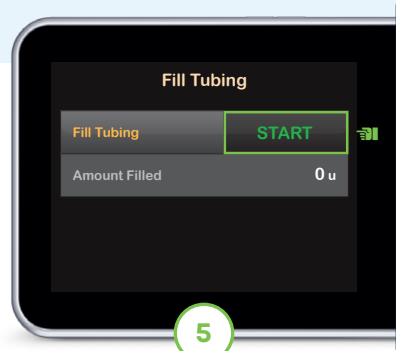 Fill Tubing
Fill Tubing START
Amount Filled 0 u
5